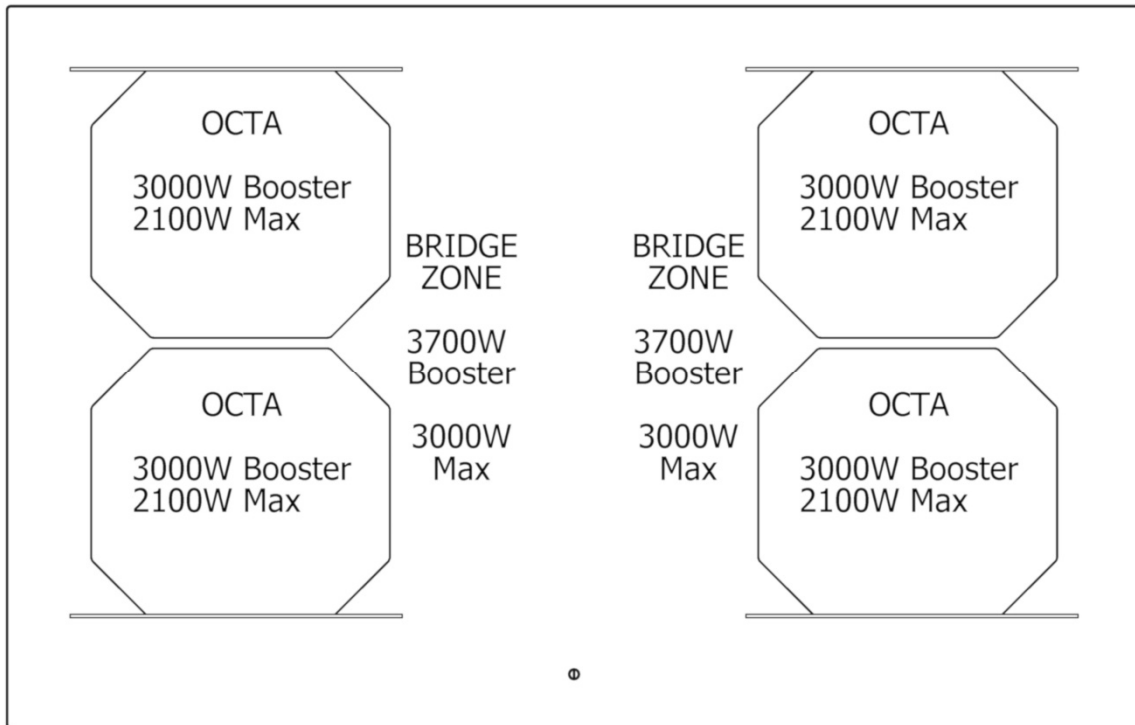 OCTA
3000W Booster
2100W Max
OCTA
3000W Booster
2100W Max
BRIDGE
ZONE
3700W
Booster
3000W
Max
BRIDGE
ZONE
3700W
Booster
3000W
Max
OCTA
3000W Booster
2100W Max
OCTA
3000W Booster
2100W Max